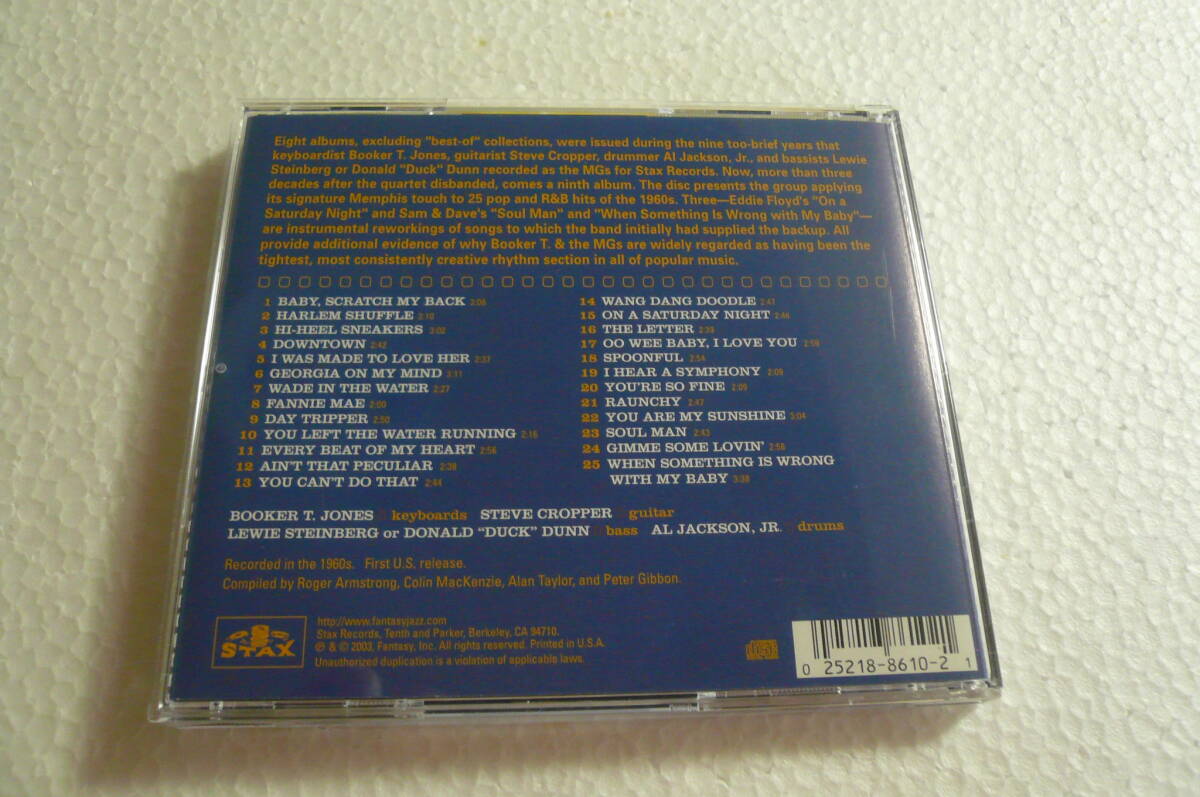 Eight albums, excluding "best-of" collections, were issued during the nine too-brief years that
keyboardist Booker T. Jones, guitarist Steve Cropper, drummer Al Jackson, Jr., and bassists Lewie
Steinberg or Donald "Duck" Dunn recorded as the MGs for Stax Records. Now, more than three
decades after the quartet disbanded, comes a ninth album. The disc presents the group applying
its signature Memphis touch to 25 pop and R&B hits of the 1960s. Three—Eddie Floyd's "On a
Saturday Night" and Sam & Dave's "Soul Man" and "When Something Is Wrong with My Baby"—
are instrumental reworkings of songs to which the band initially had supplied the backup. All
provide additional evidence of why Booker T. & the MGs are widely regarded as having been the
tightest, most consistently creative rhythm section in all of popular music.
1 BABY, SCRATCH MY BACK 2:06
2 HARLEM SHUFFLE 2:10
3 HI-HEEL SNEAKERS 3:02
4 DOWNTOWN 2:42
5 I WAS MADE TO LOVE HER 2:37
6 GEORGIA ON MY MIND 3:11
7 WADE IN THE WATER 2:27
8 FANNIE MAE 2:00
9 DAY TRIPPER 2:50
10 YOU LEFT THE WATER RUNNING 2:16
11 EVERY BEAT OF MY HEART 2:56
12 AIN'T THAT PECULIAR 2:38
13 YOU CAN'T DO THAT 2:44
14 WANG DANG DOODLE 2:41
15 ON A SATURDAY NIGHT 2:46
16 THE LETTER 2:39
17 OO WEE BABY, I LOVE YOU 2:59
18 SPOONFUL 2:54
19 I HEAR A SYMPHONY 2:08
20 YOU'RE SO FINE 2:09
21 RAUNCHY 2:47
22 YOU ARE MY SUNSHINE 3:04
23 SOUL MAN 2:43
24 GIMME SOME LOVIN' 2:58
25 WHEN SOMETHING IS WRONG
WITH MY BABY 3:38
BOOKER T. JONES keyboards STEVE CROPPER guitar
LEWIE STEINBERG or DONALD "DUCK" DUNN bass AL JACKSON, JR. drums
Recorded in the 1960s. First U.S. release.
Compiled by Roger Armstrong, Colin MacKenzie, Alan Taylor, and Peter Gibbon.
STAX
http://www.fantasyjazz.com
Stax Records, Tenth and Parker, Berkeley, CA 94710.
℗ & © 2003, Fantasy, Inc. All rights reserved. Printed in U.S.A.
Unauthorized duplication is a violation of applicable laws.
0 25218-8610-2 1